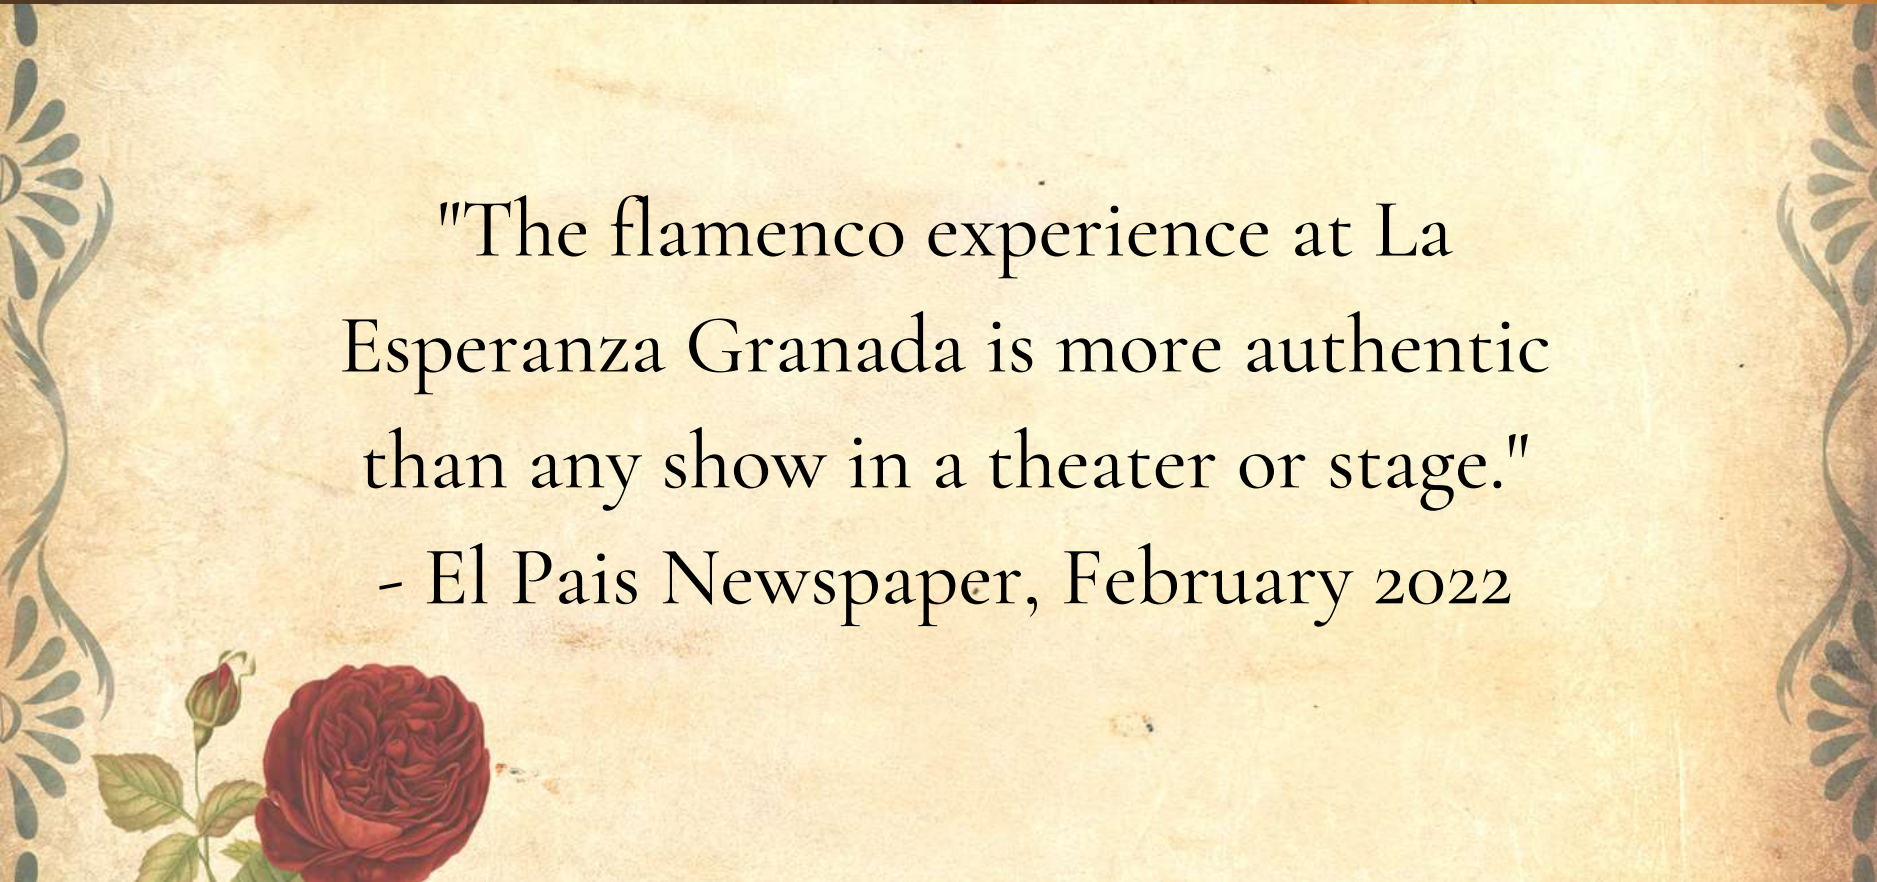 "The flamenco experience at La
Esperanza Granada is more authentic
than any show in a theater or stage."
- El Pais Newspaper, February 2022